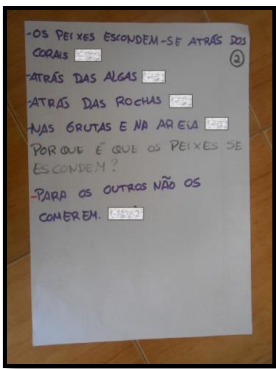 -OS PEIXES ESCONDEM-SE ATRÁS DOS
CORAIS
2
-ATRÁS DAS ALGAS
-ATRÁS DAS ROCHAS
-NAS GRUTAS E NA AREIA
PORQUE É QUE OS PEIXES SE
ESCONDEM?
-PARA OS OUTROS NÃO OS
COMEREM.